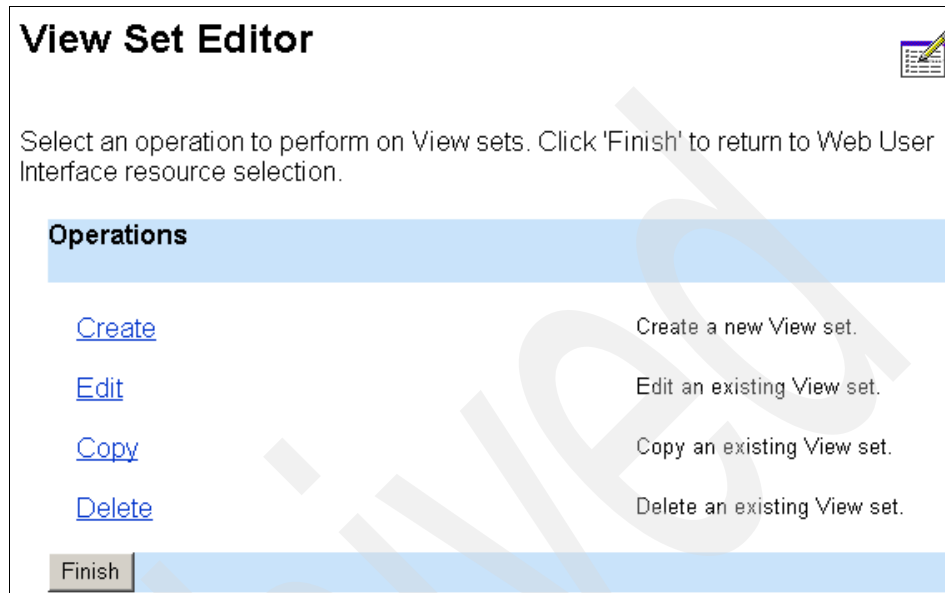 View Set Editor
Select an operation to perform on View sets. Click 'Finish' to return to Web User
Interface resource selection.
Operations
Create Create a new View set.
Edit Edit an existing View set.
Copy Copy an existing View set.
Delete Delete an existing View set.
Finish